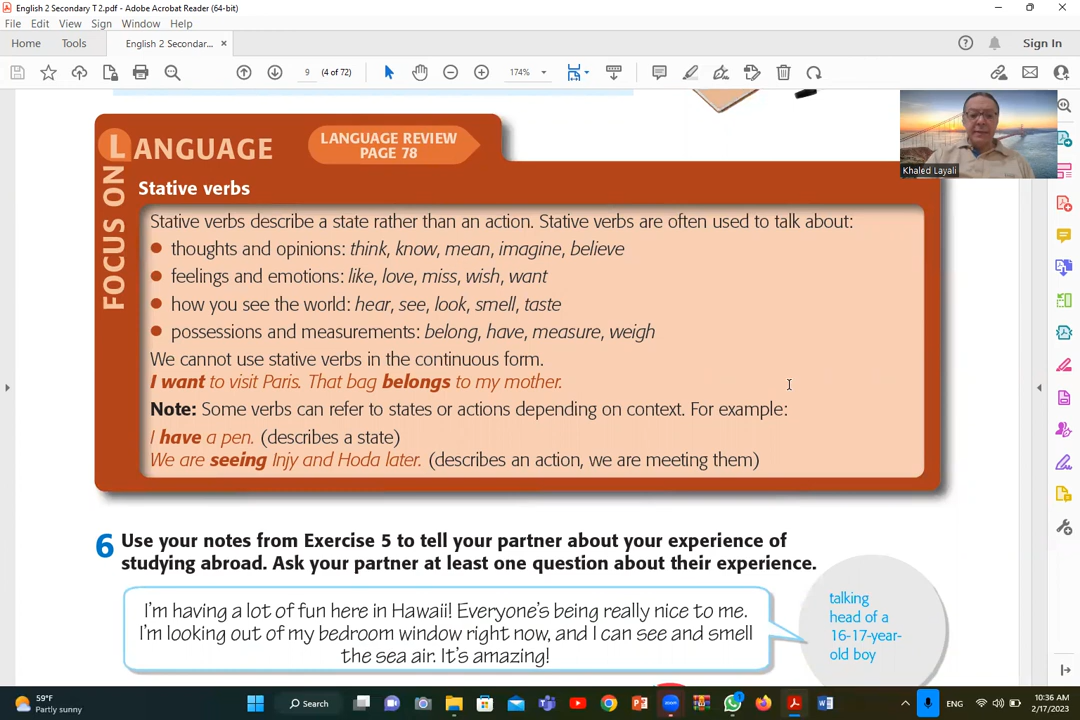 English 2 Secondary T 2.pdf - Adobe Acrobat Reader (64-bit)
File Edit View Sign Window Help
Home Tools English 2 Secondar... × Sign In
9 (4 of 72) 174%
LANGUAGE
LANGUAGE REVIEW
PAGE 78
Khaled Layali
FOCUS ON
Stative verbs
Stative verbs describe a state rather than an action. Stative verbs are often used to talk about:
● thoughts and opinions: think, know, mean, imagine, believe
● feelings and emotions: like, love, miss, wish, want
● how you see the world: hear, see, look, smell, taste
● possessions and measurements: belong, have, measure, weigh
We cannot use stative verbs in the continuous form.
I want to visit Paris. That bag belongs to my mother.
Note: Some verbs can refer to states or actions depending on context. For example:
I have a pen. (describes a state)
We are seeing Injy and Hoda later. (describes an action, we are meeting them)
6 Use your notes from Exercise 5 to tell your partner about your experience of
studying abroad. Ask your partner at least one question about their experience.
I'm having a lot of fun here in Hawaii! Everyone's being really nice to me.
I'm looking out of my bedroom window right now, and I can see and smell
the sea air. It's amazing!
talking
head of a
16-17-year-
old boy
59°F
Partly sunny
Search
ENG
10:36 AM
2/17/2023